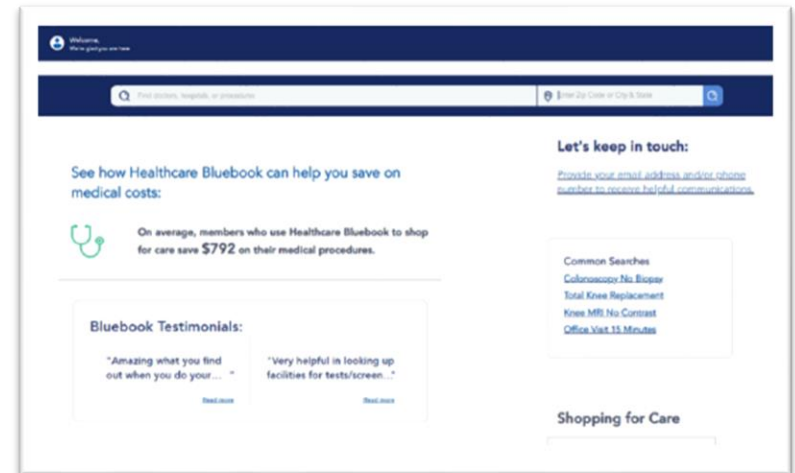 Welcome,
We're glad you are here
Find doctors, hospitals, or procedures
Enter Zip Code or City & State
See how Healthcare Bluebook can help you save on
medical costs:
On average, members who use Healthcare Bluebook to shop
for care save $792 on their medical procedures.
Bluebook Testimonials:
"Amazing what you find
out when you do your... "
Read more
"Very helpful in looking up
facilities for tests/screen..."
Read more
Let's keep in touch:
Provide your email address and/or phone
number to receive helpful communications.
Common Searches
Colonoscopy No Biopsy
Total Knee Replacement
Knee MRI No Contrast
Office Visit 15 Minutes
Shopping for Care